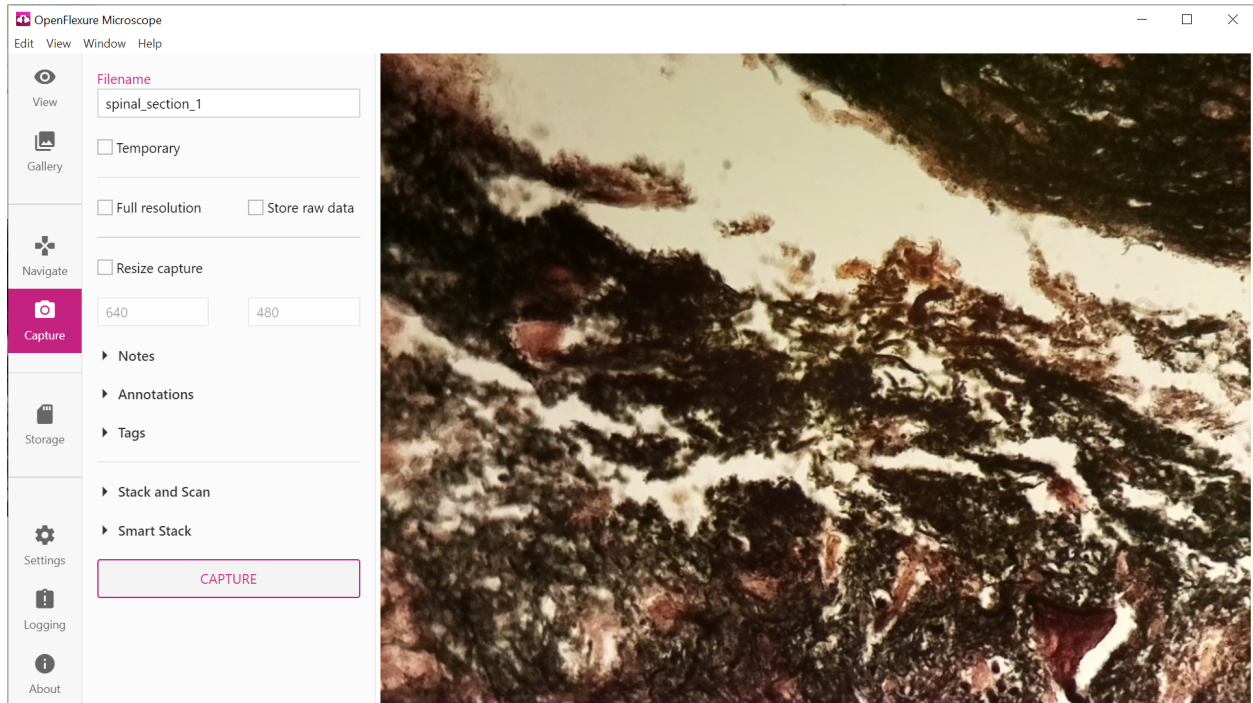 OpenFlexure Microscope
Edit View Window Help
View
Gallery
Navigate
Capture
Storage
Settings
Logging
About
Filename
spinal_section_1
Temporary
Full resolution Store raw data
Resize capture
640 480
Notes
Annotations
Tags
Stack and Scan
Smart Stack
CAPTURE